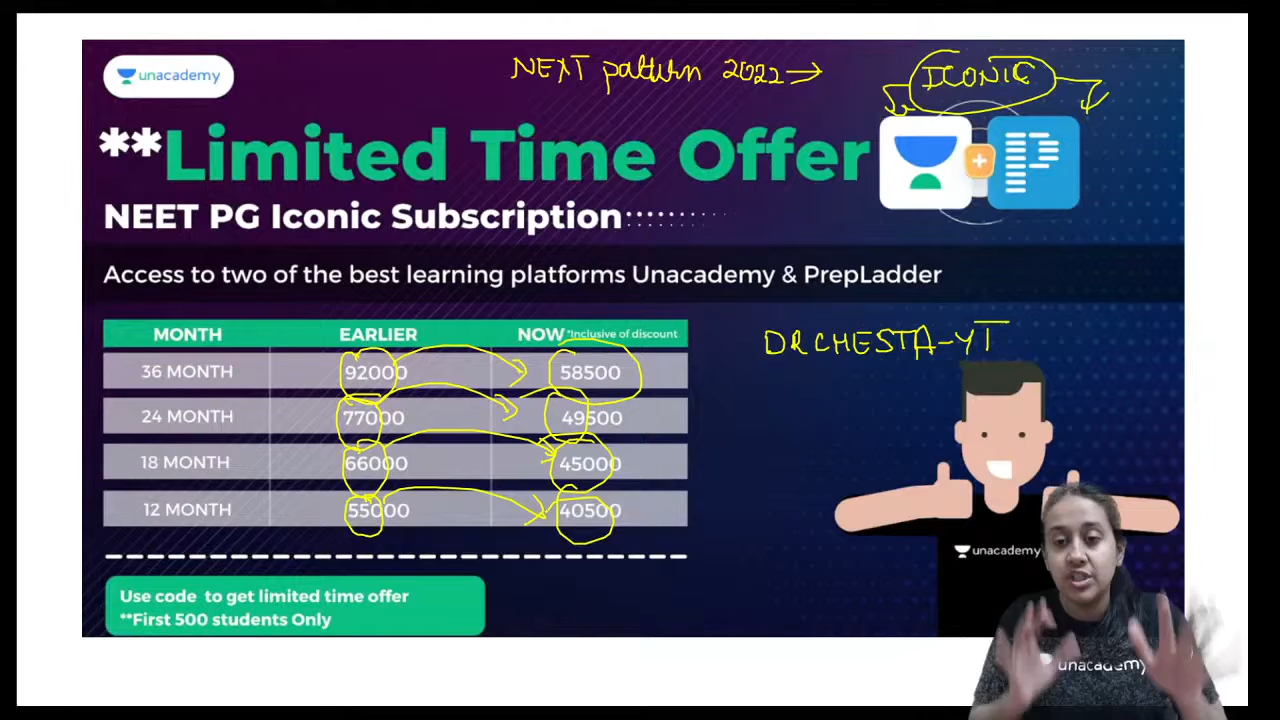 unacademy
NEXT pattern 2022 → ICONIC
**Limited Time Offer
NEET PG Iconic Subscription
Access to two of the best learning platforms Unacademy & PrepLadder
MONTH EARLIER NOW *Inclusive of discount
36 MONTH 92000 58500
24 MONTH 77000 49500
18 MONTH 66000 45000
12 MONTH 55000 40500
DRCHESTA-YT
unacademy
Use code to get limited time offer
**First 500 students Only
unacademy